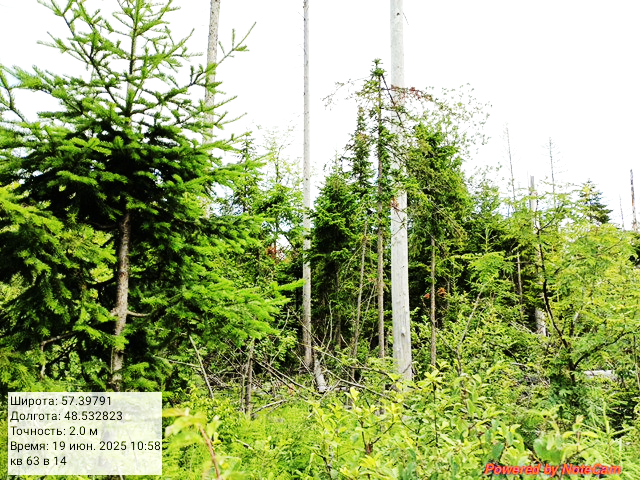 Широта: 57.39791
Долгота: 48.532823
Точность: 2.0 м
Время: 19 июн. 2025 10:58
кв 63 в 14
Powered by NoteCam